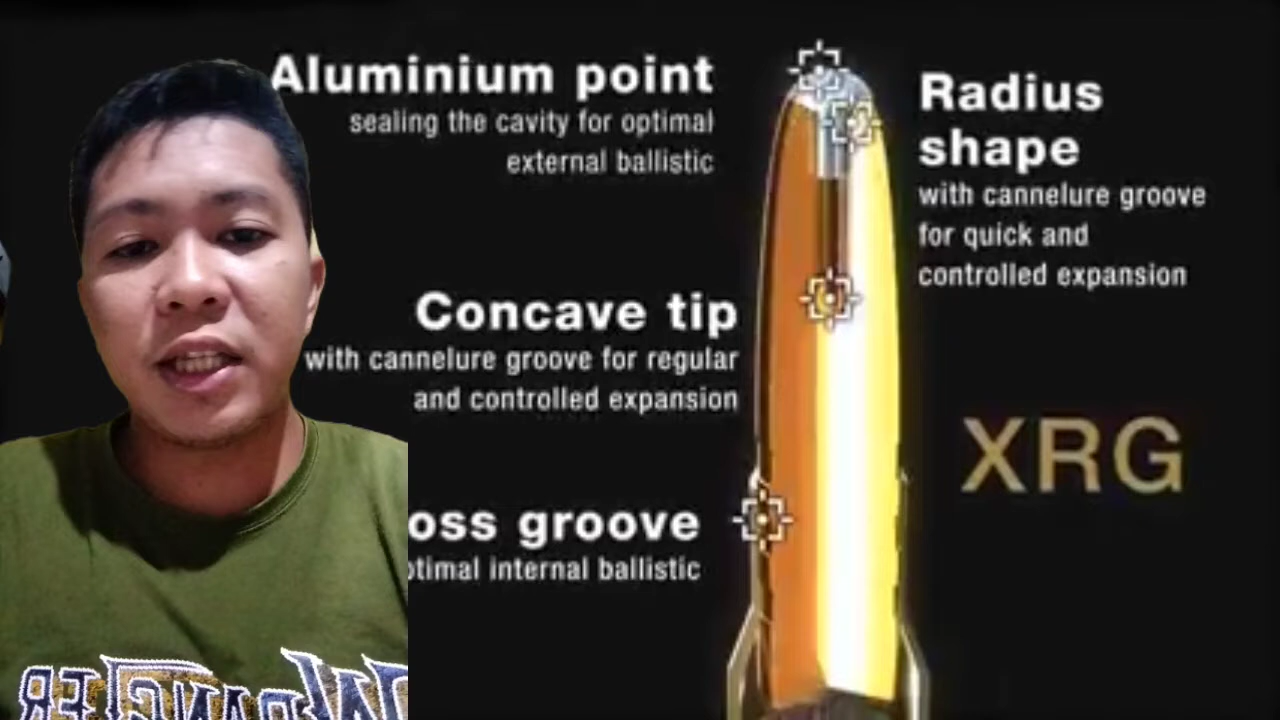 Aluminium point
sealing the cavity for optimal
external ballistic
Radius
shape
with cannelure groove
for quick and
controlled expansion
Concave tip
with cannelure groove for regular
and controlled expansion
XRG
oss groove
timal internal ballistic